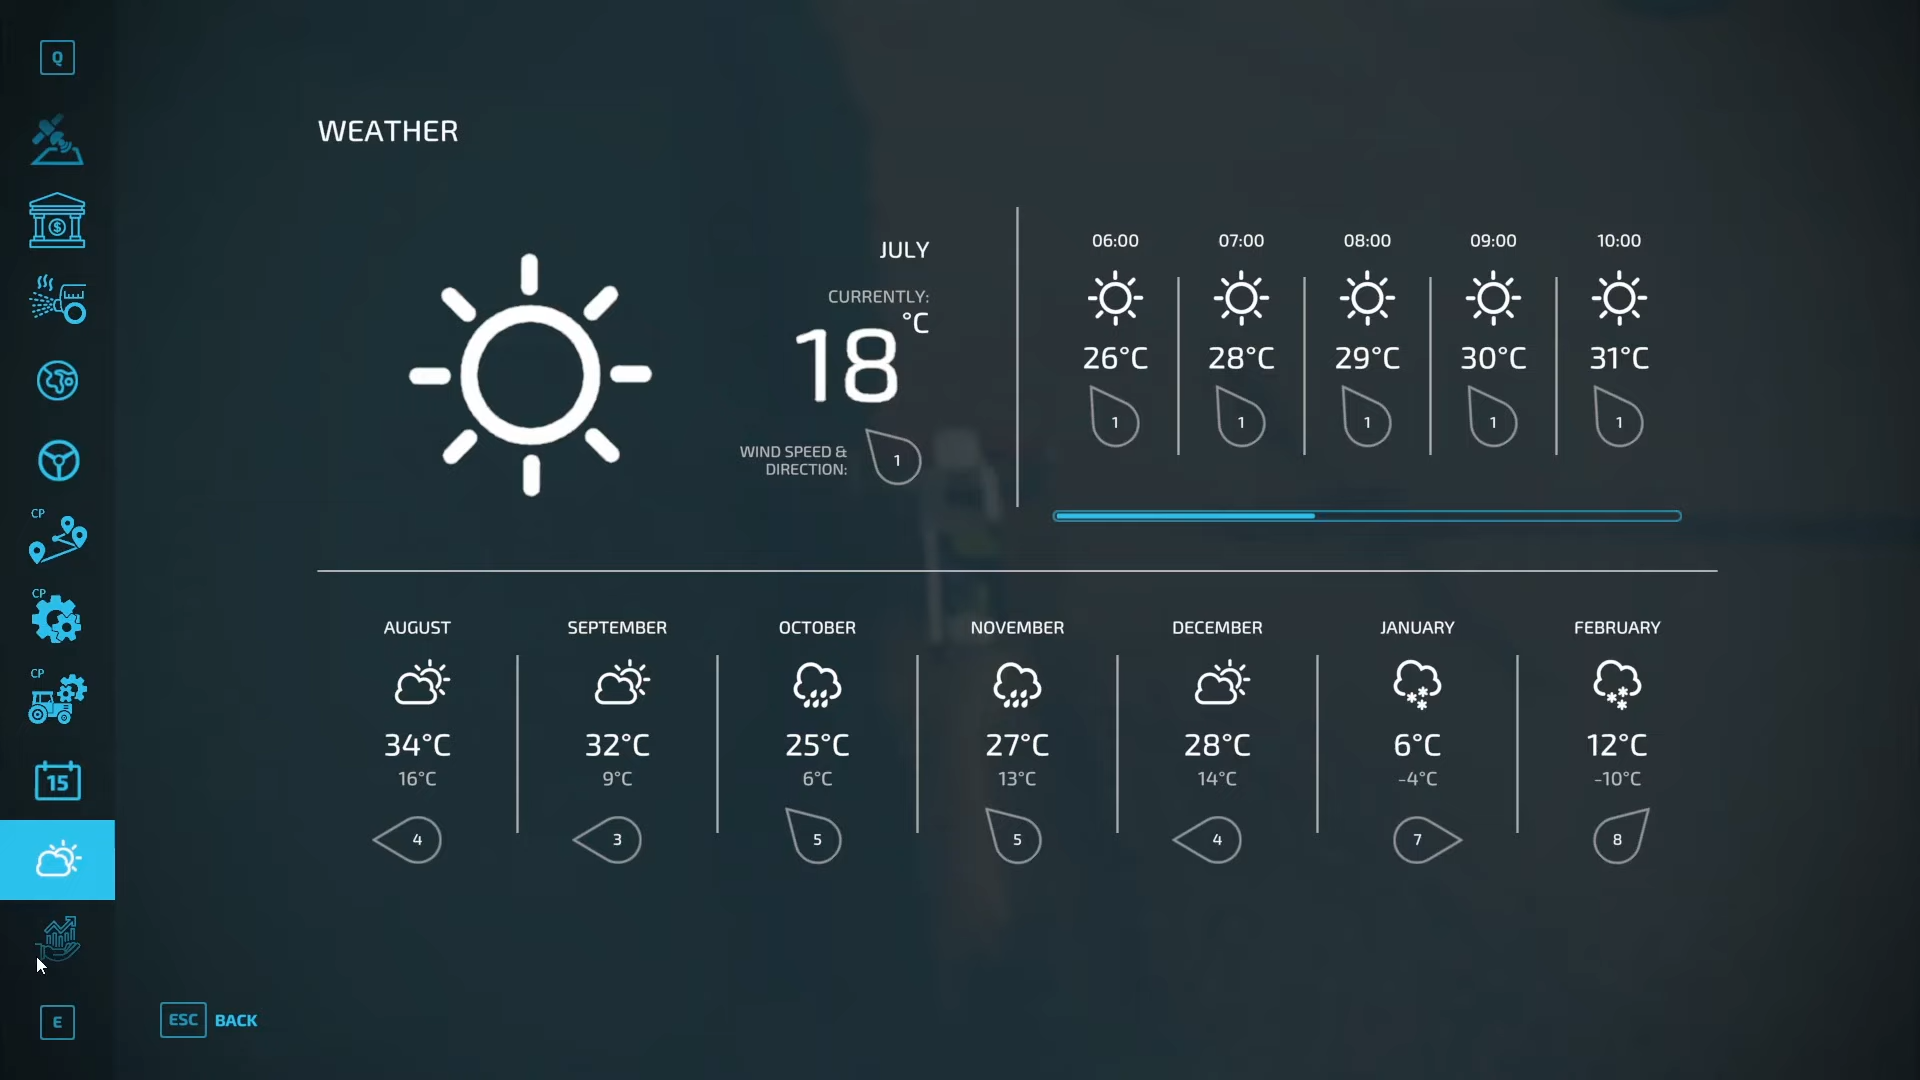 Q
WEATHER
JULY
CURRENTLY:
18 °C
WIND SPEED &
DIRECTION:
1
06:00 07:00 08:00 09:00 10:00
26°C 28°C 29°C 30°C 31°C
1 1 1 1 1
CP
CP
CP
15
AUGUST SEPTEMBER OCTOBER NOVEMBER DECEMBER JANUARY FEBRUARY
34°C 32°C 25°C 27°C 28°C 6°C 12°C
16°C 9°C 6°C 13°C 14°C -4°C -10°C
4 3 5 5 4 7 8
E
ESC BACK